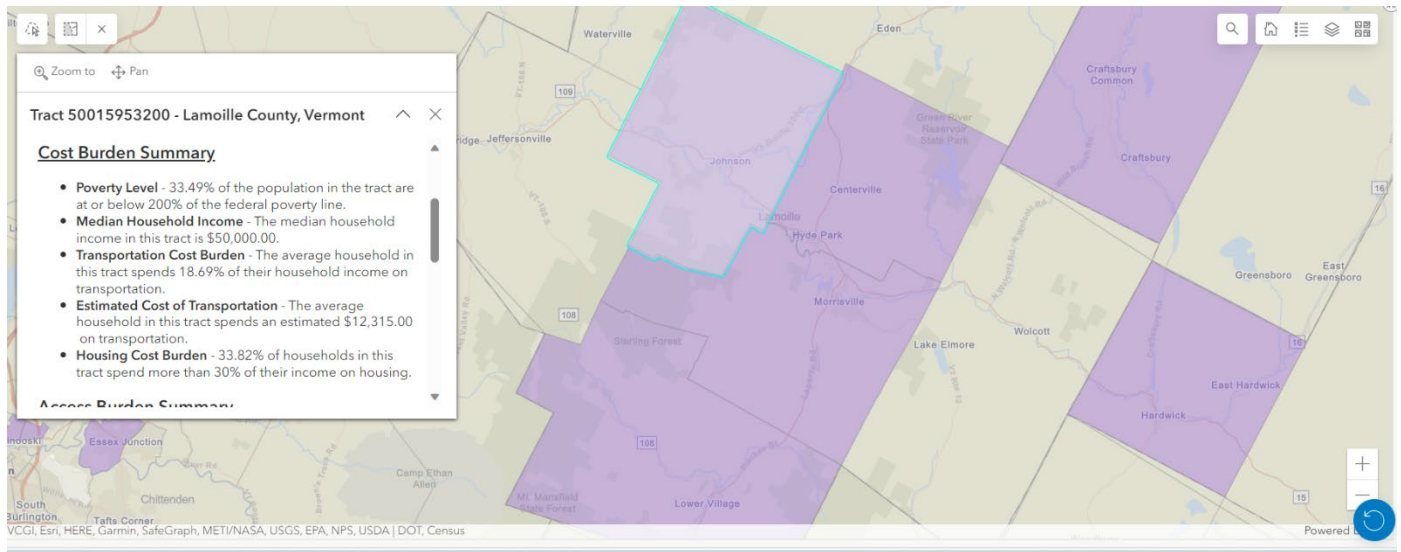 Zoom to Pan
Tract 50015953200 - Lamoille County, Vermont
Cost Burden Summary
• Poverty Level - 33.49% of the population in the tract are
at or below 200% of the federal poverty line.
• Median Household Income - The median household
income in this tract is $50,000.00.
• Transportation Cost Burden - The average household in
this tract spends 18.69% of their household income on
transportation.
• Estimated Cost of Transportation - The average
household in this tract spends an estimated $12,315.00
on transportation.
• Housing Cost Burden - 33.82% of households in this
tract spend more than 30% of their income on housing.
Access Burden Summary
Waterville
Eden
Craftsbury
Common
109
Jeffersonville
Green River
Reservoir
State Park
Johnson
Craftsbury
Centerville
16
Lamoille
Hyde Park
VT-108 S
N Wolcott Rd
East
Greensboro
Greensboro
Morrisville
108
Wolcott
Sterling Forest
Lake Elmore
16
East Hardwick
Hardwick
Essex Junction
108
Camp Ethan
Allen
Mt. Mansfield
State Forest
Lower Village
15
Chittenden
South
Burlington
Tafts Corner
VCGI, Esri, HERE, Garmin, SafeGraph, METI/NASA, USGS, EPA, NPS, USDA | DOT, Census
Powered